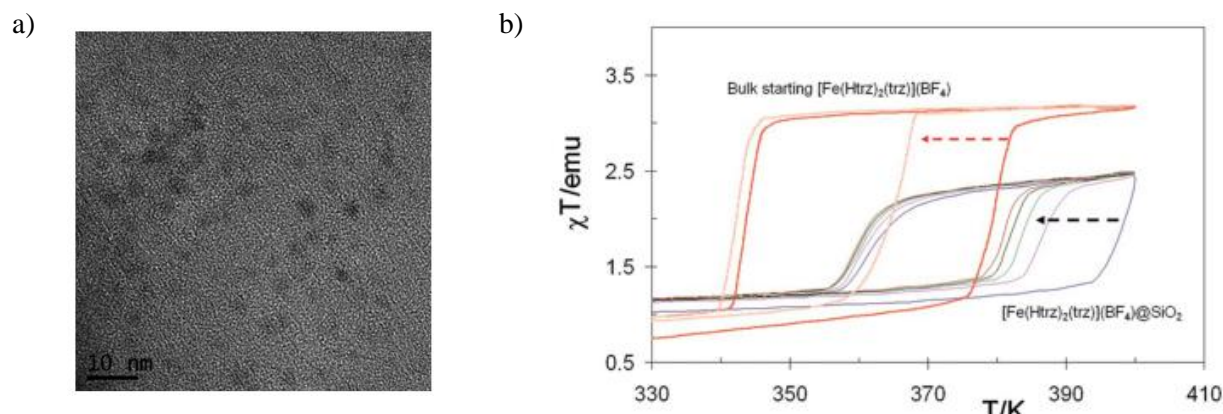 a)
b)
10 nm
χT/emu
3.5
2.5
1.5
0.5
Bulk starting [Fe(Htrz)₂(trz)](BF₄)
[Fe(Htrz)₂(trz)](BF₄)@SiO₂
330
350
370
390
410
T/K